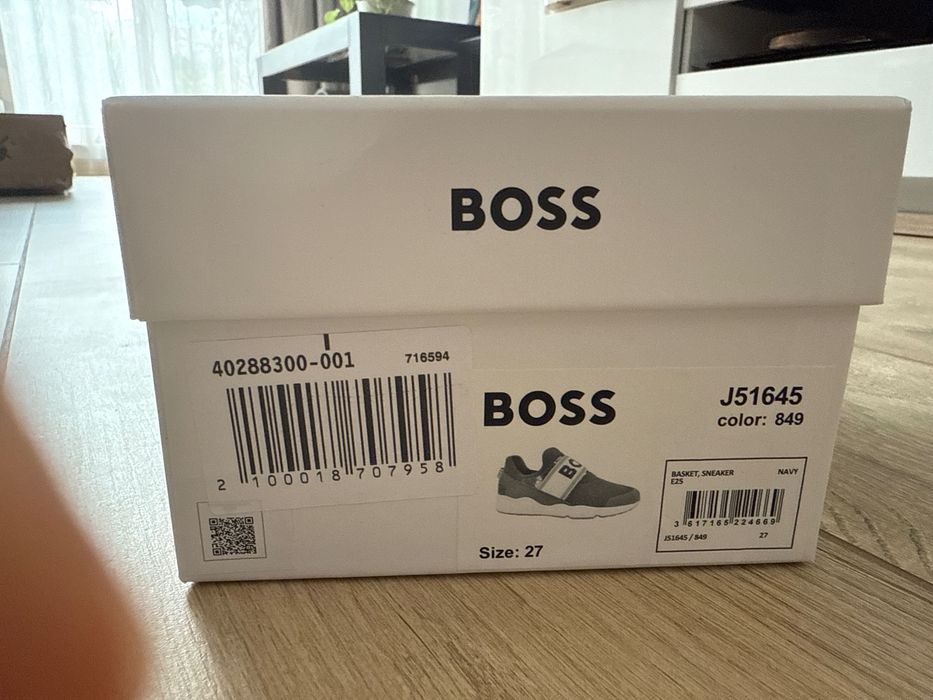 BOSS
40288300-001 716594
2 100018 707958
BOSS
J51645
color: 849
BO
Size: 27
BASKET, SNEAKER NAVY
E25
3 617165 224669
J51645 / 849 27